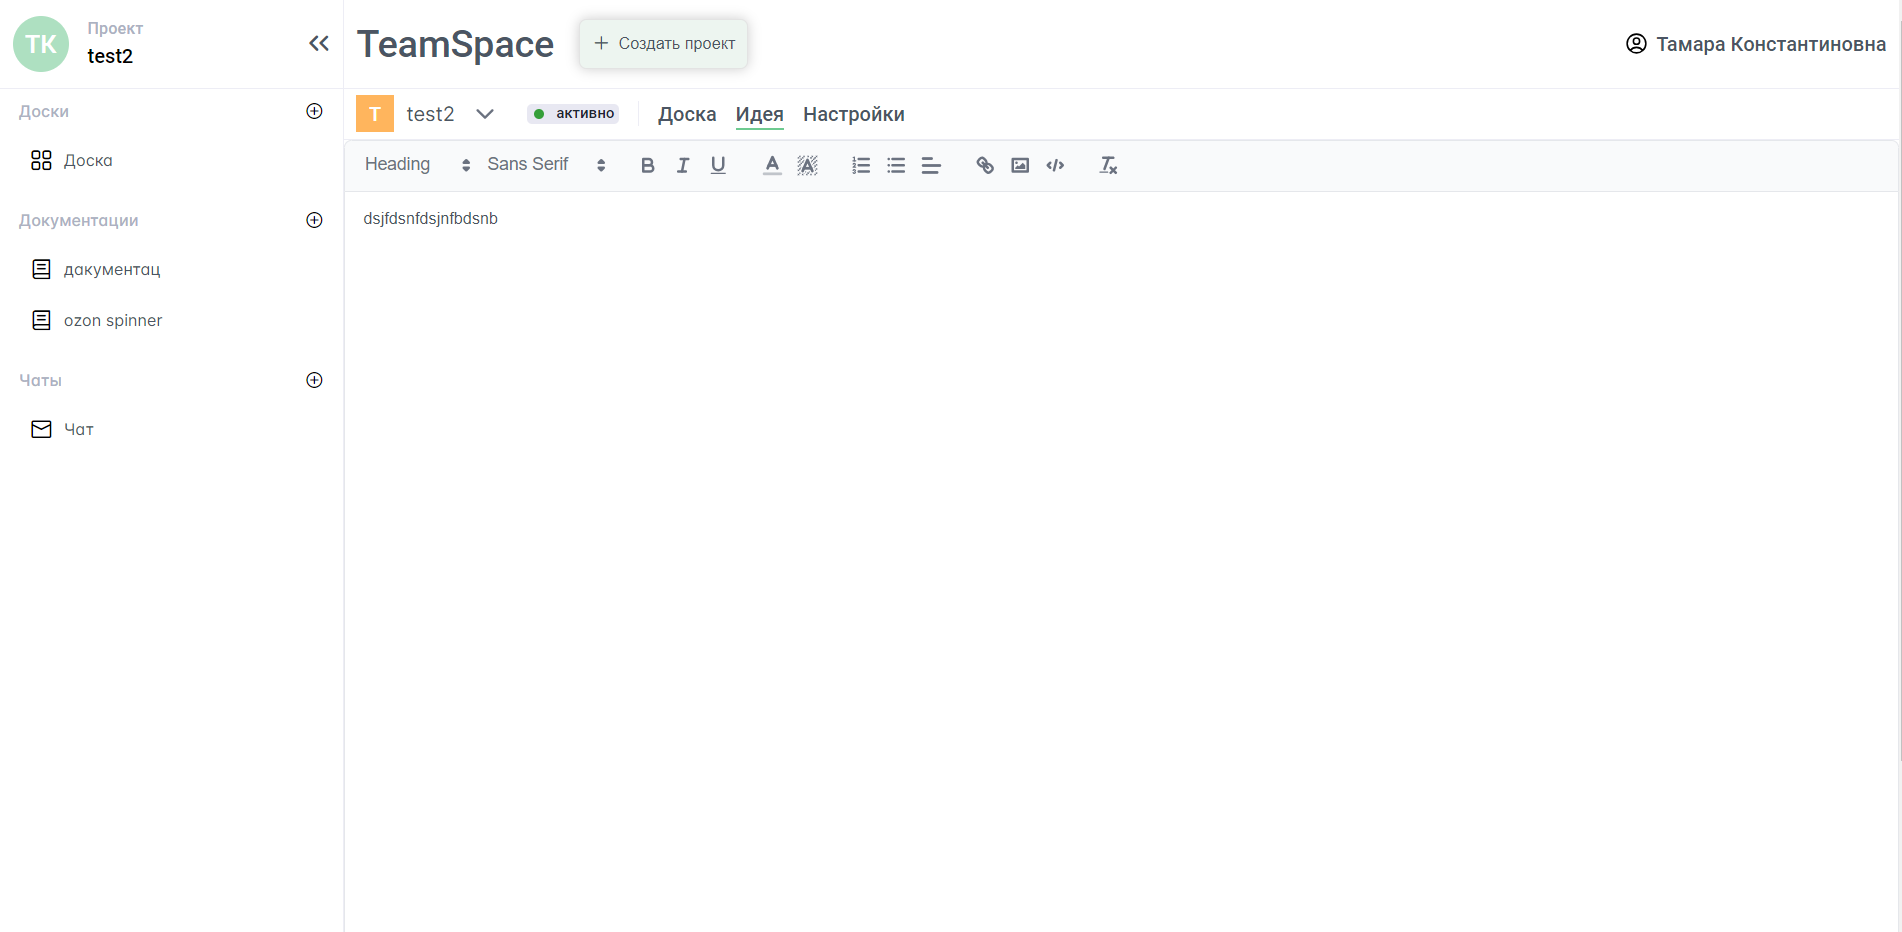 TK
Проект
test2
TeamSpace
Создать проект
Тамара Константиновна
Доски
Доска
Документации
дакументац
ozon spinner
Чаты
Чат
T
test2
активно
Доска
Идея
Настройки
Heading
Sans Serif
dsjfdsnfdsjnfbdsnb